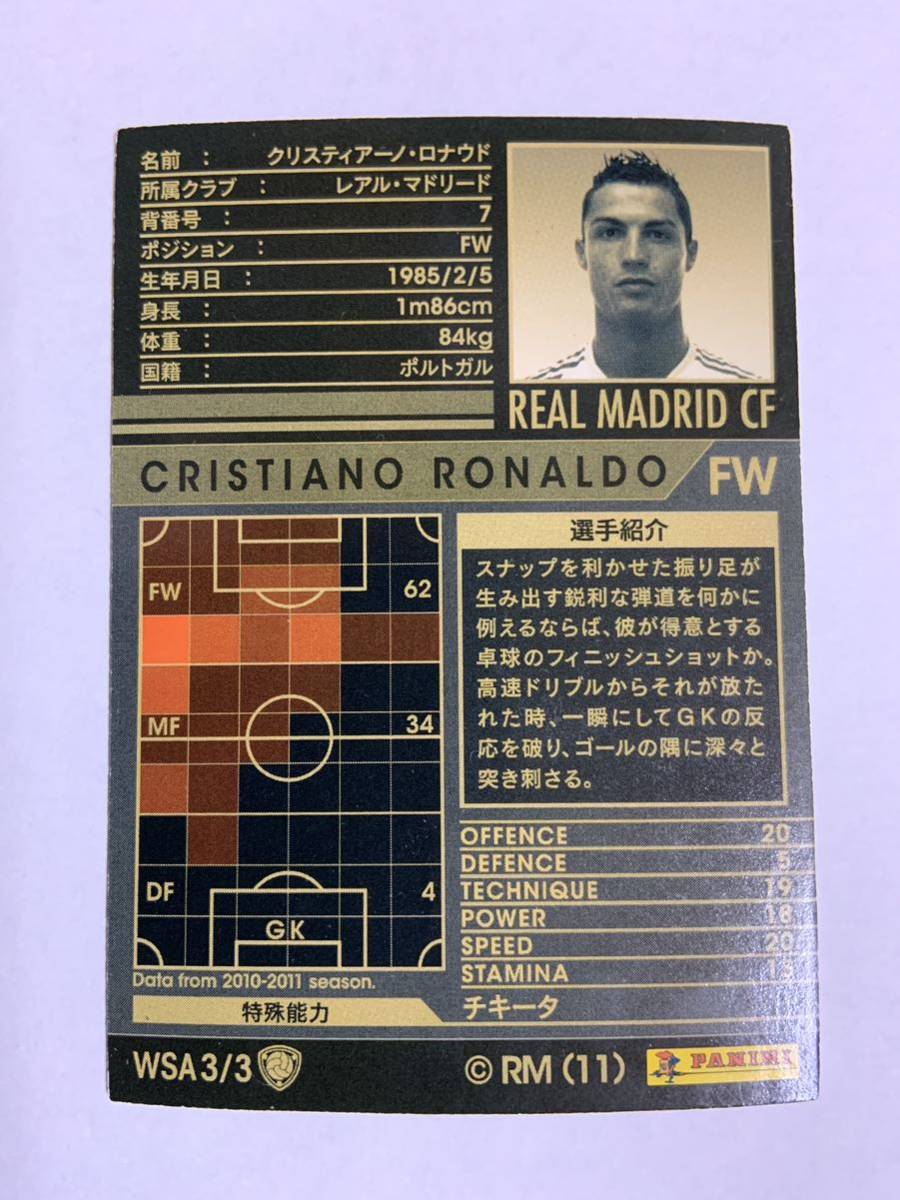 名前 : クリスティアーノ・ロナウド
所属クラブ : レアル・マドリード
背番号 : 7
ポジション : FW
生年月日 : 1985/2/5
身長 : 1m86cm
体重 : 84kg
国籍 : ポルトガル
REAL MADRID CF
CRISTIANO RONALDO FW
FW 62
MF 34
DF 4
GK
Data from 2010-2011 season.
選手紹介
スナップを利かせた振り足が
生み出す鋭利な弾道を何かに
例えるならば、彼が得意とする
卓球のフィニッシュショットか。
高速ドリブルからそれが放た
れた時、一瞬にしてGKの反
応を破り、ゴールの隅に深々と
突き刺さる。
OFFENCE 20
DEFENCE 5
TECHNIQUE 19
POWER 18
SPEED 20
STAMINA
特殊能力 チキータ
WSA 3/3
© RM (11)
PANINI